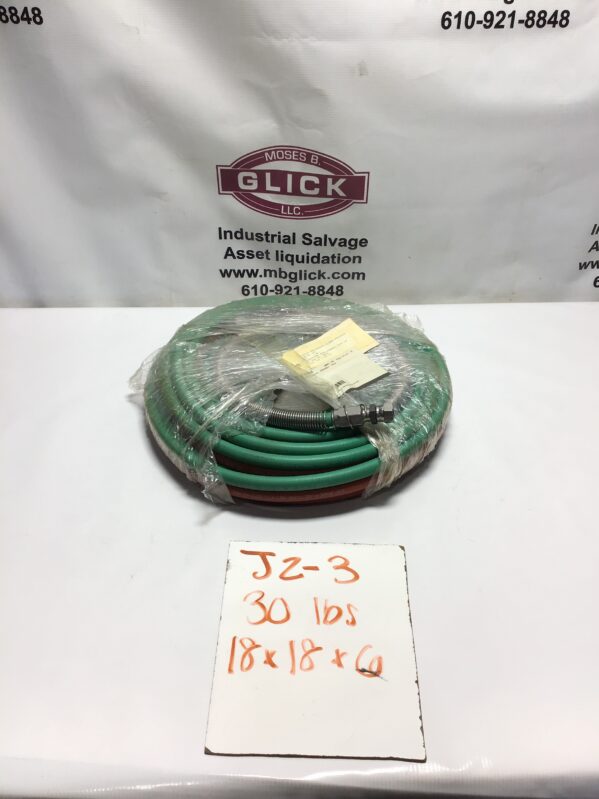 8848
610-921-8848
MOSES B.
GLICK
LLC.
Industrial Salvage
Asset liquidation
www.mbglick.com
610-921-8848
JZ-3
30 lbs
18x18x6